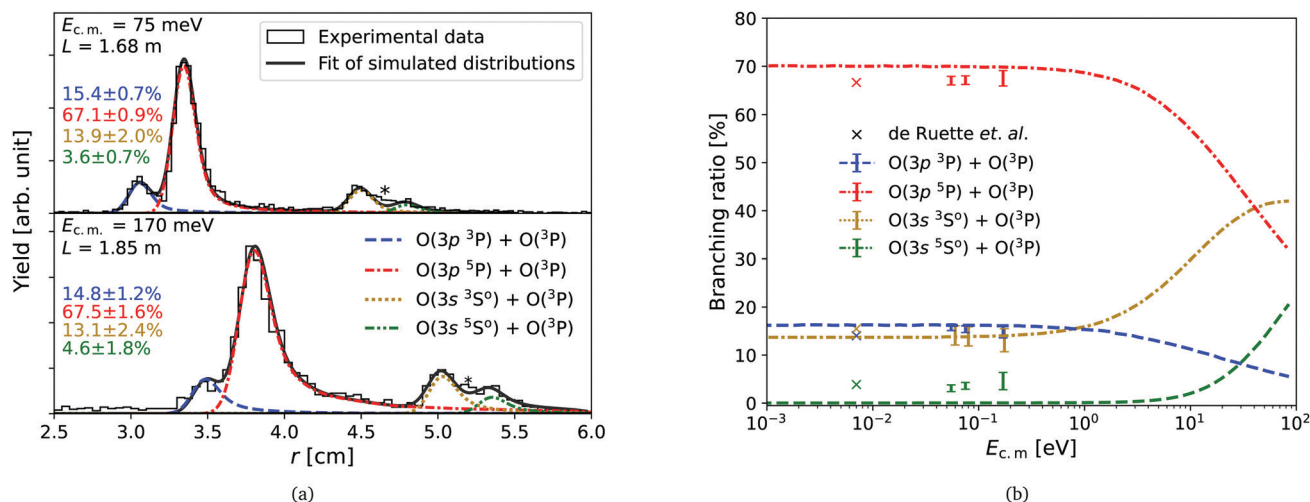 E_c.m. = 75 meV
L = 1.68 m
15.4±0.7%
67.1±0.9%
13.9±2.0%
3.6±0.7%
Experimental data
Fit of simulated distributions
*
E_c.m. = 170 meV
L = 1.85 m
14.8±1.2%
67.5±1.6%
13.1±2.4%
4.6±1.8%
O(3p ³P) + O(³P)
O(3p ⁵P) + O(³P)
O(3s ³Sᵒ) + O(³P)
O(3s ⁵Sᵒ) + O(³P)
*
Yield [arb. unit]
2.5 3.0 3.5 4.0 4.5 5.0 5.5 6.0
r [cm]
(a)
Branching ratio [%]
80
70
60
50
40
30
20
10
0
de Ruette et. al.
O(3p ³P) + O(³P)
O(3p ⁵P) + O(³P)
O(3s ³Sᵒ) + O(³P)
O(3s ⁵Sᵒ) + O(³P)
10⁻³ 10⁻² 10⁻¹ 10⁰ 10¹ 10²
E_c.m [eV]
(b)